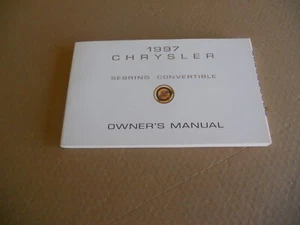 1997
CHRYSLER
SEBRING CONVERTIBLE
OWNER'S MANUAL